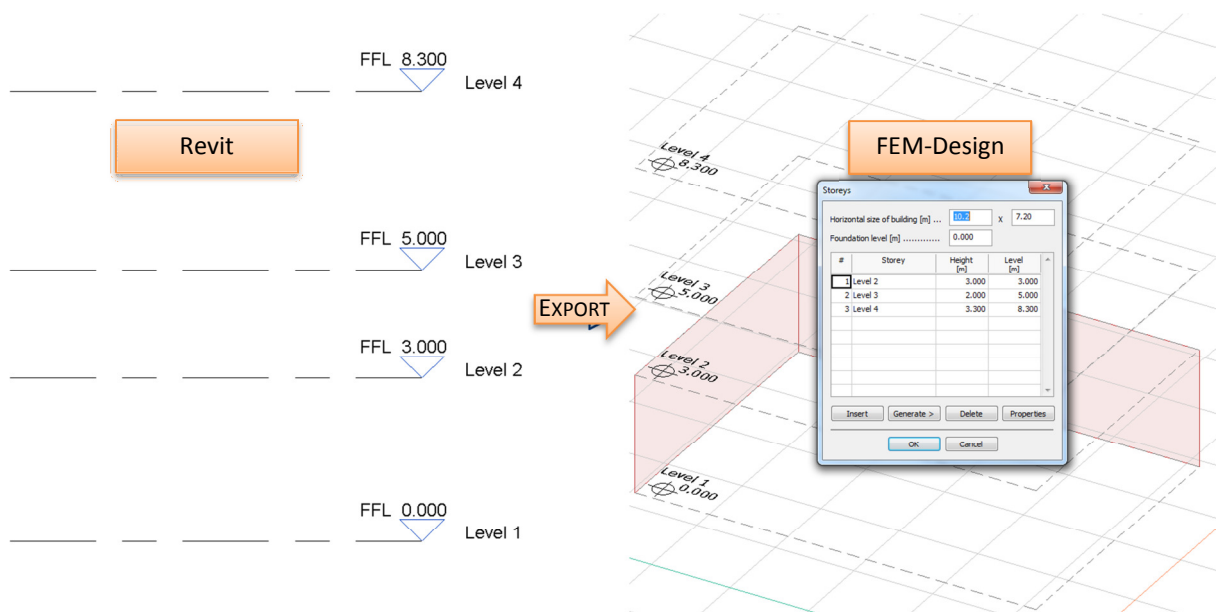 FFL 8.300
Level 4
Revit
FFL 5.000
Level 3
FFL 3.000
Level 2
FFL 0.000
Level 1
EXPORT
FEM-Design
Level 4
8.300
Level 3
5.000
Level 2
3.000
Level 1
0.000
Storeys
Horizontal size of building [m] ... 10.2 x 7.20
Foundation level [m] ............. 0.000
# Storey Height [m] Level [m]
1 Level 2 3.000 3.000
2 Level 3 2.000 5.000
3 Level 4 3.300 8.300
Insert Generate > Delete Properties
OK Cancel